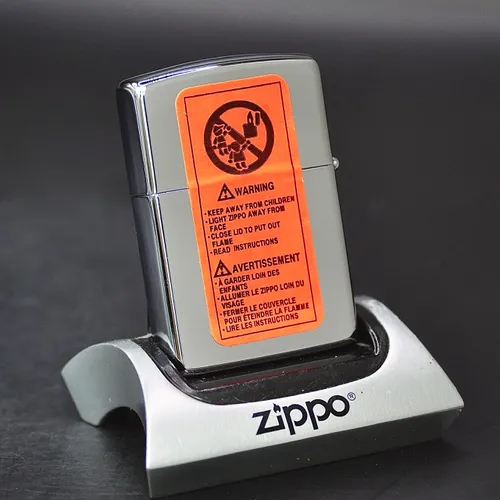 WARNING
•KEEP AWAY FROM CHILDREN
•LIGHT ZIPPO AWAY FROM
FACE
•CLOSE LID TO PUT OUT
FLAME
•READ INSTRUCTIONS
AVERTISSEMENT
•À GARDER LOIN DES
ENFANTS
•ALLUMER LE ZIPPO LOIN DU
VISAGE
•FERMER LE COUVERCLE
POUR ÉTEINDRE LA FLAMME
•LIRE LES INSTRUCTIONS
zippo®